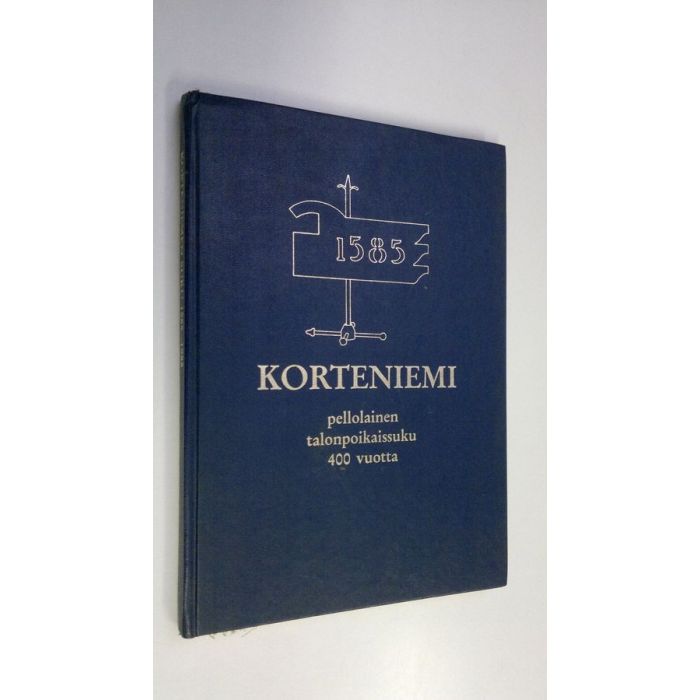 1585
KORTENIEMI
pellolainen
talonpoikaissuku
400 vuotta